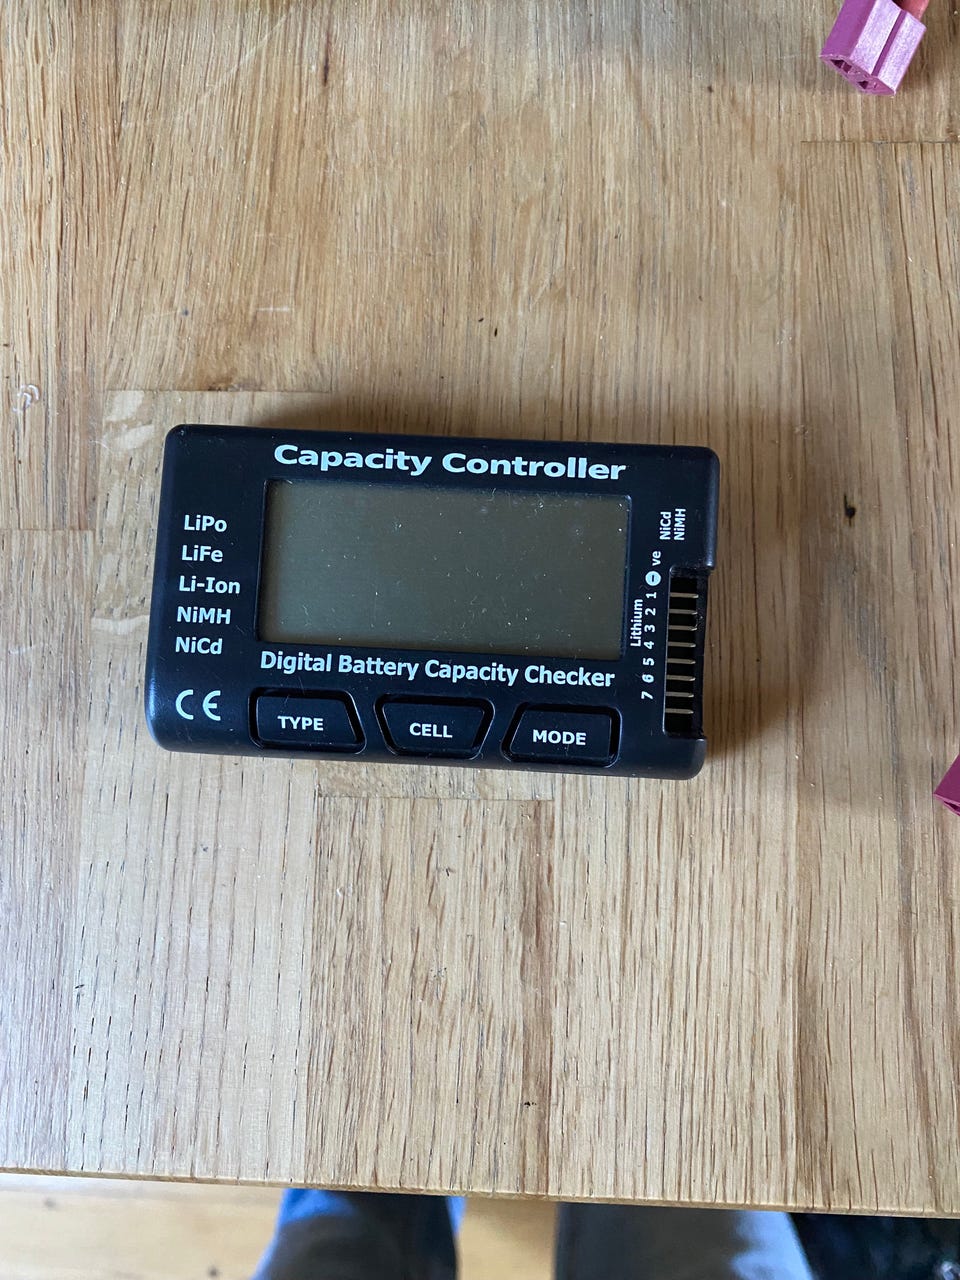 Capacity Controller
LiPo
LiFe
Li-Ion
NiMH
NiCd
CE
Digital Battery Capacity Checker
TYPE
CELL
MODE
NiCd
NiMH
Lithium
7 6 5 4 3 2 1 - ve